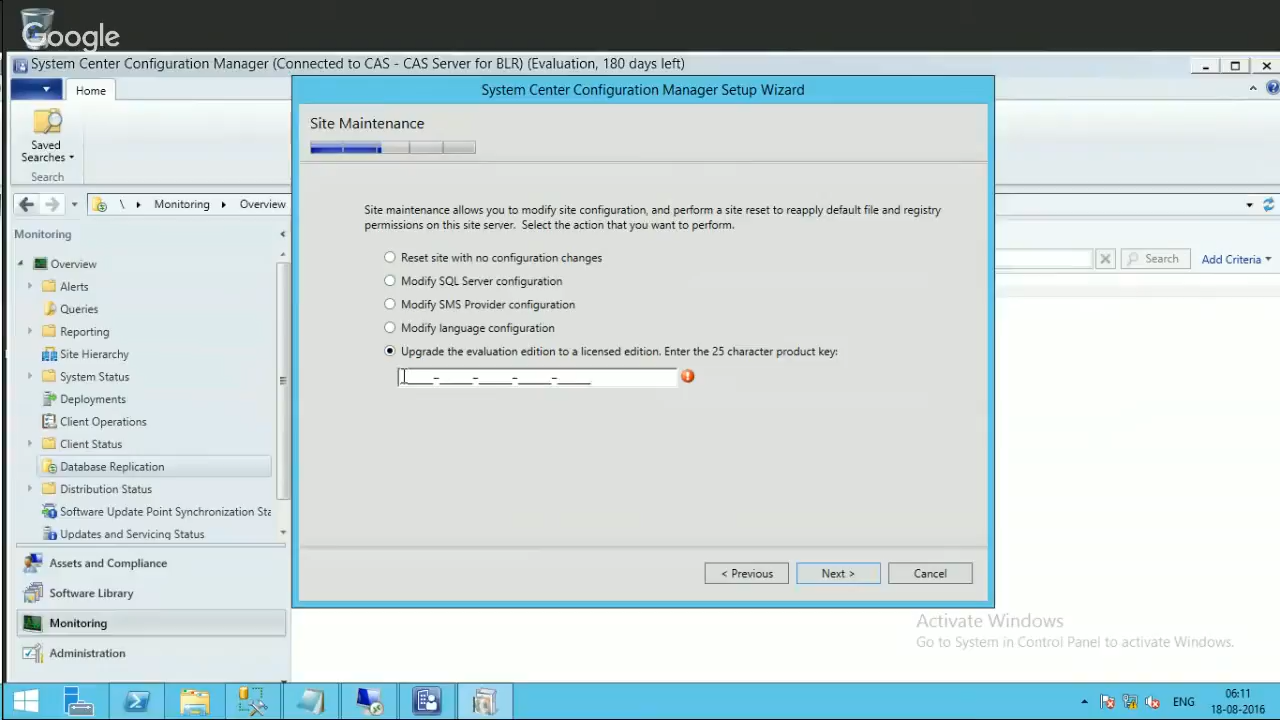 Google
System Center Configuration Manager (Connected to CAS - CAS Server for BLR) (Evaluation, 180 days left)
Home
Saved
Searches
Search
\ Monitoring Overview
Monitoring
Overview
Alerts
Queries
Reporting
Site Hierarchy
System Status
Deployments
Client Operations
Client Status
Database Replication
Distribution Status
Software Update Point Synchronization Sta
Updates and Servicing Status
Assets and Compliance
Software Library
Monitoring
Administration
System Center Configuration Manager Setup Wizard
Site Maintenance
Site maintenance allows you to modify site configuration, and perform a site reset to reapply default file and registry
permissions on this site server. Select the action that you want to perform.
Reset site with no configuration changes
Modify SQL Server configuration
Modify SMS Provider configuration
Modify language configuration
Upgrade the evaluation edition to a licensed edition. Enter the 25 character product key:
_____-_____-_____-_____-_____
< Previous
Next >
Cancel
Search
Add Criteria
Activate Windows
Go to System in Control Panel to activate Windows.
ENG
06:11
18-08-2016